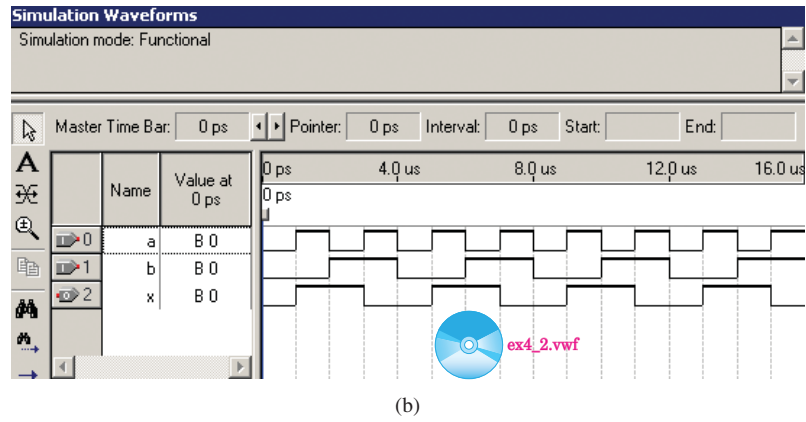 Simulation Waveforms
Simulation mode: Functional
Master Time Bar: 0 ps Pointer: 0 ps Interval: 0 ps Start: End:
A
Name Value at 0 ps 0 ps 4.0 us 8.0 us 12.0 us 16.0 us
0 ps
0 a B 0
1 b B 0
2 x B 0
ex4_2.vwf
(b)